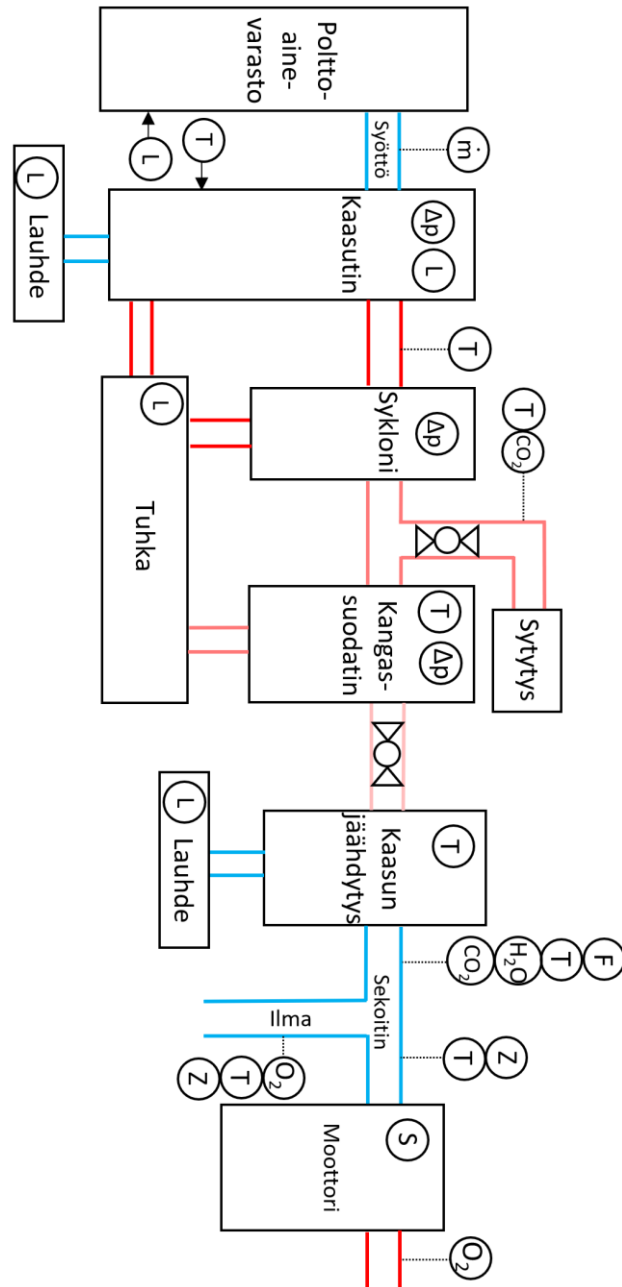 Poltto-
aine-
varasto
Syöttö
ṁ
L
T
Δp
L
Kaasutin
L
Lauhde
T
Δp
Sykloni
L
Tuhka
T
CO₂
Sytytys
T
Δp
Kangas-
suodatin
T
Kaasun
jäähdytys
L
Lauhde
F
T
H₂O
CO₂
Sekoitin
Z
T
Ilma
O₂
T
Z
S
Moottori
O₂